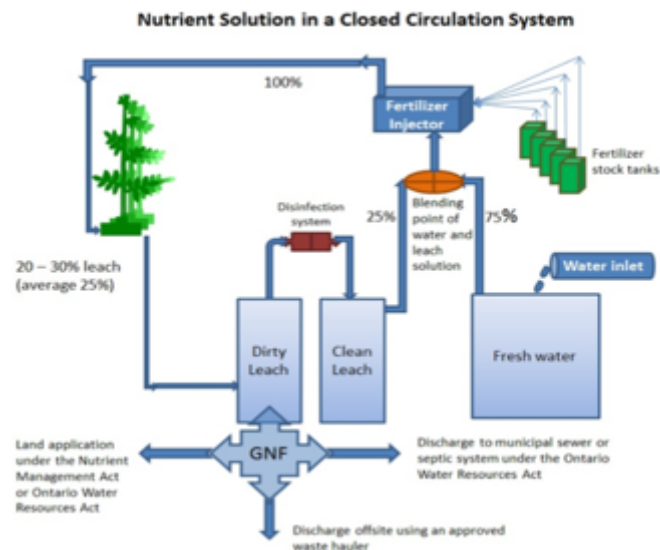 Nutrient Solution in a Closed Circulation System
100%
Fertilizer
Injector
Fertilizer
stock tanks
Disinfection
system
25%
Blending
point of
water and
leach
solution
75%
Water inlet
20 – 30% leach
(average 25%)
Dirty
Leach
Clean
Leach
Fresh water
GNF
Land application
under the Nutrient
Management Act
or Ontario Water
Resources Act
Discharge to municipal sewer or
septic system under the Ontario
Water Resources Act
Discharge offsite using an approved
waste hauler